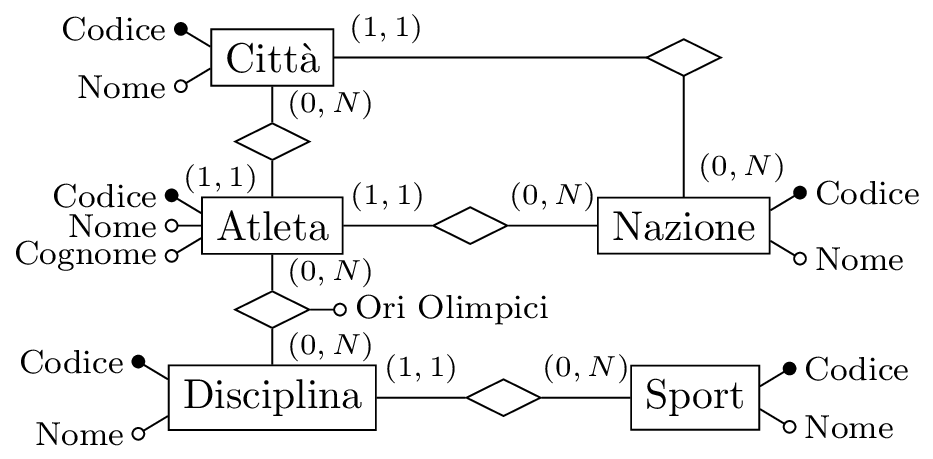 Codice
(1, 1)
Città
Nome
(0, N)
(1, 1)
(0, N)
Codice
(1, 1)
(0, N)
Codice
Nome
Atleta
Nazione
Cognome
Nome
(0, N)
Ori Olimpici
(0, N)
Codice
(1, 1)
(0, N)
Codice
Disciplina
Sport
Nome
Nome